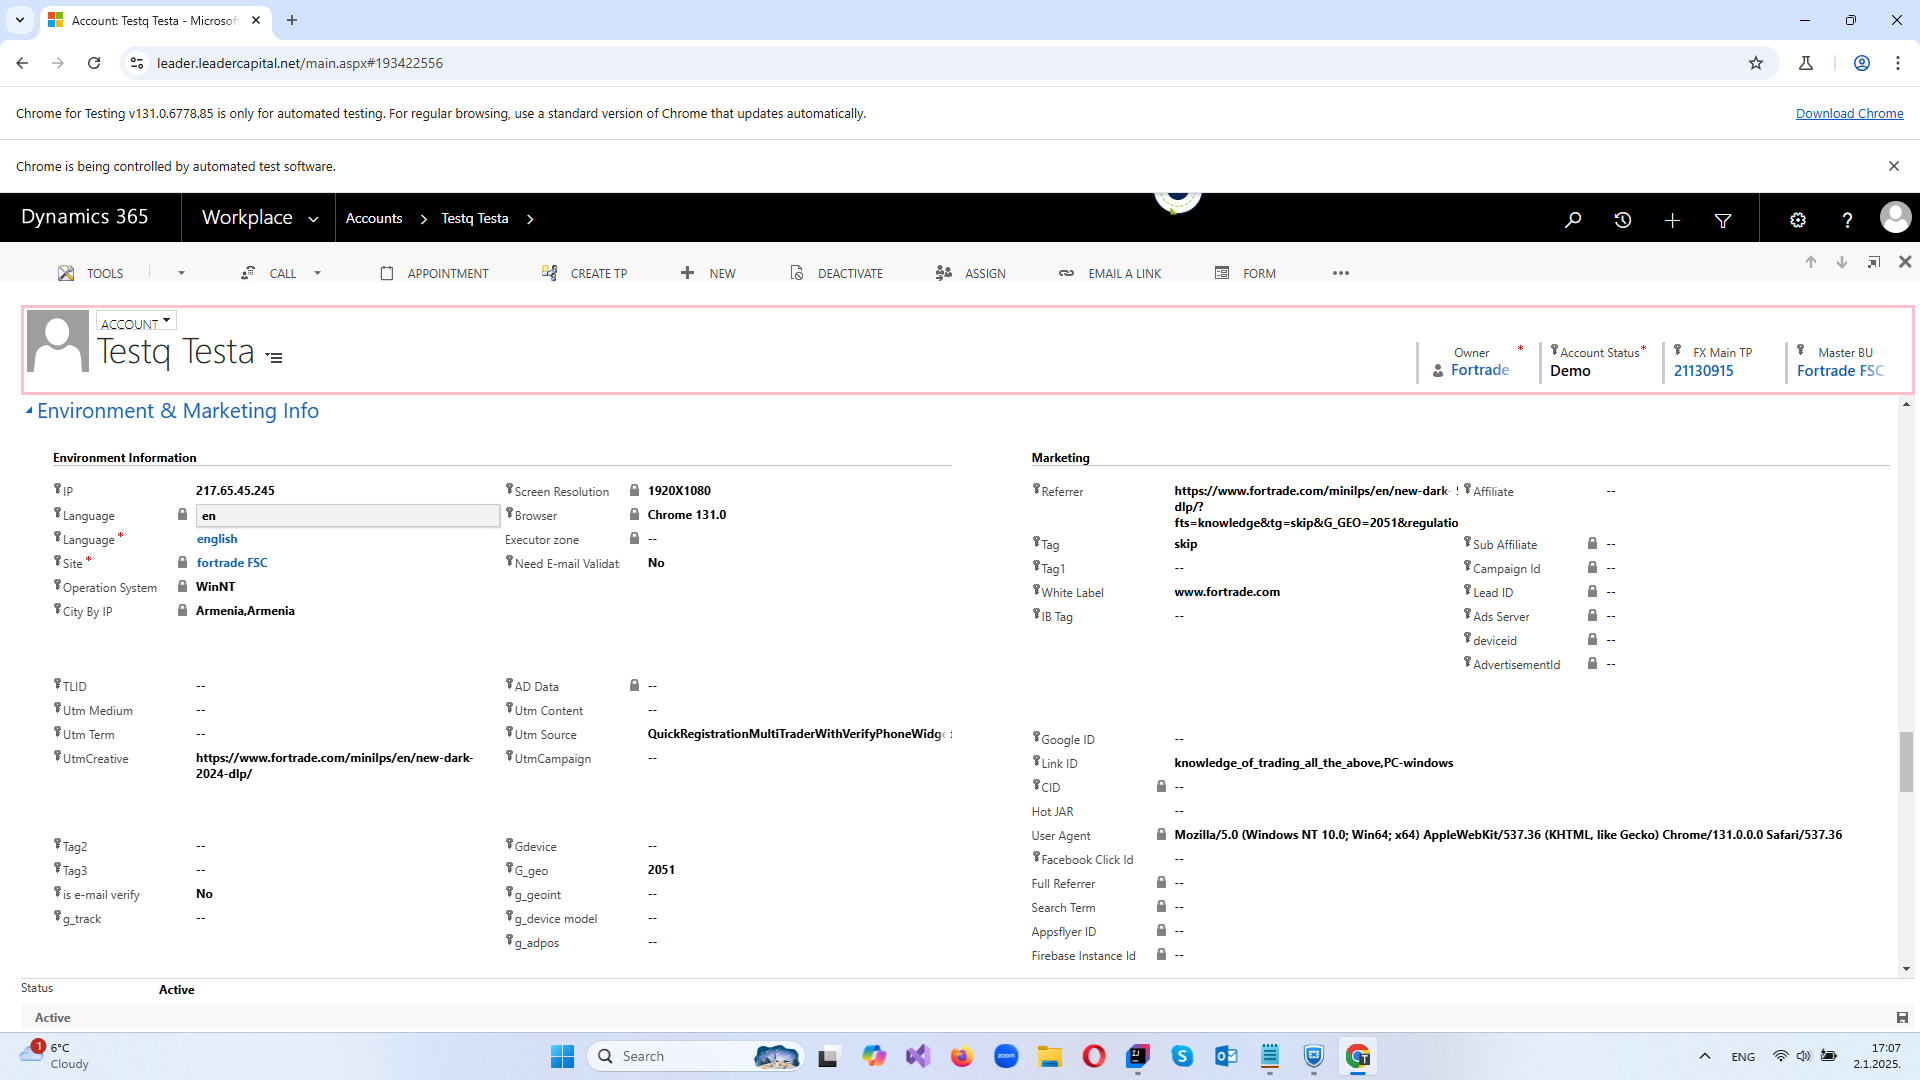 Account: Testq Testa - Microsof
leader.leadercapital.net/main.aspx#193422556
Chrome for Testing v131.0.6778.85 is only for automated testing. For regular browsing, use a standard version of Chrome that updates automatically.
Download Chrome
Chrome is being controlled by automated test software.
Dynamics 365
Workplace
Accounts
Testq Testa
TOOLS
CALL
APPOINTMENT
CREATE TP
NEW
DEACTIVATE
ASSIGN
EMAIL A LINK
FORM
ACCOUNT
Testq Testa
Owner *
Fortrade
Account Status*
Demo
FX Main TP
21130915
Master BU
Fortrade FSC
Environment & Marketing Info
Environment Information
IP 217.65.45.245
Language en
Language* english
Site* fortrade FSC
Operation System WinNT
City By IP Armenia,Armenia
Screen Resolution 1920X1080
Browser Chrome 131.0
Executor zone --
Need E-mail Validat No
TLID --
Utm Medium --
Utm Term --
UtmCreative https://www.fortrade.com/minilps/en/new-dark-
2024-dlp/
AD Data --
Utm Content --
Utm Source QuickRegistrationMultiTraderWithVerifyPhoneWidge
UtmCampaign --
Tag2 --
Tag3 --
is e-mail verify No
g_track --
Gdevice --
G_geo 2051
g_geoint --
g_device model --
g_adpos --
Marketing
Referrer https://www.fortrade.com/minilps/en/new-dark-
dlp/?
fts=knowledge&tg=skip&G_GEO=2051&regulatio
Tag skip
Tag1 --
White Label www.fortrade.com
IB Tag --
Affiliate --
Sub Affiliate --
Campaign Id --
Lead ID --
Ads Server --
deviceid --
AdvertisementId --
Google ID --
Link ID knowledge_of_trading_all_the_above,PC-windows
CID --
Hot JAR --
User Agent Mozilla/5.0 (Windows NT 10.0; Win64; x64) AppleWebKit/537.36 (KHTML, like Gecko) Chrome/131.0.0.0 Safari/537.36
Facebook Click Id --
Full Referrer --
Search Term --
Appsflyer ID --
Firebase Instance Id --
Status Active
Active
1
6°C
Cloudy
Search
zoom
ENG
17:07
2.1.2025.